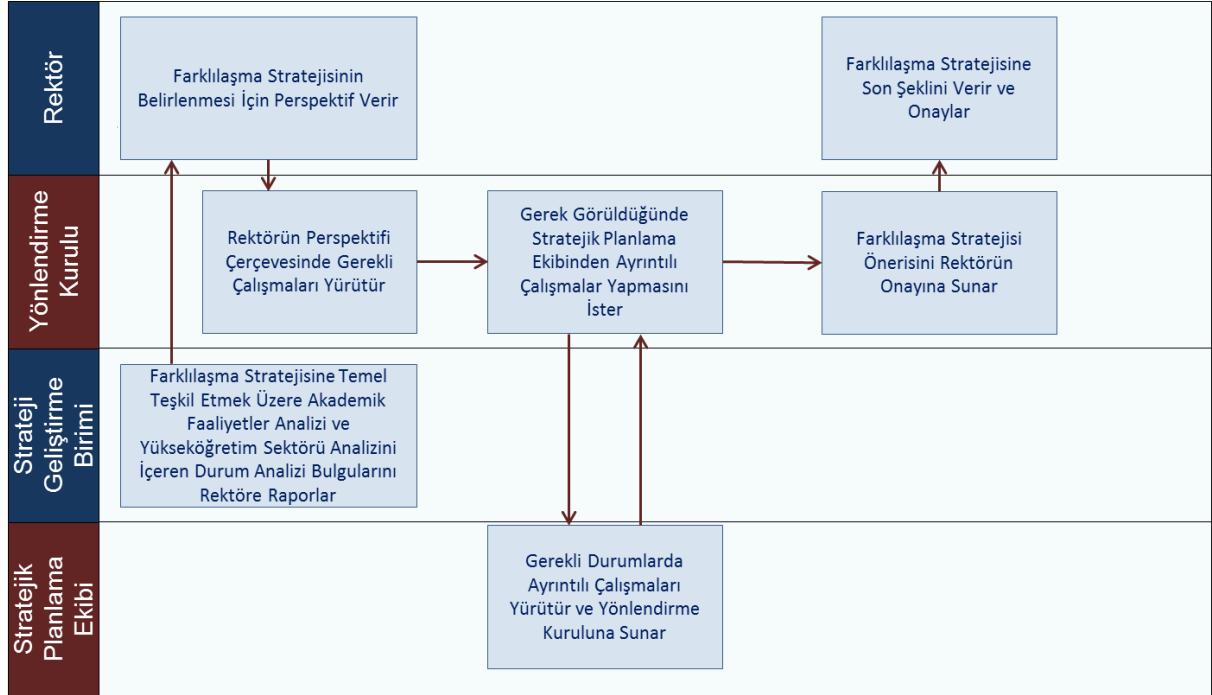 Rektör
Farklılaşma Stratejisinin
Belirlenmesi İçin Perspektif Verir
Farklılaşma Stratejisine
Son Şeklini Verir ve
Onaylar
Yönlendirme
Kurulu
Rektörün Perspektifi
Çerçevesinde Gerekli
Çalışmaları Yürütür
Gerek Görüldüğünde
Stratejik Planlama
Ekibinden Ayrıntılı
Çalışmalar Yapmasını
İster
Farklılaşma Stratejisi
Önerisini Rektörün
Onayına Sunar
Strateji
Geliştirme
Birimi
Farklılaşma Stratejisine Temel
Teşkil Etmek Üzere Akademik
Faaliyetler Analizi ve
Yükseköğretim Sektörü Analizini
İçeren Durum Analizi Bulgularını
Rektöre Raporlar
Stratejik
Planlama
Ekibi
Gerekli Durumlarda
Ayrıntılı Çalışmaları
Yürütür ve Yönlendirme
Kuruluna Sunar